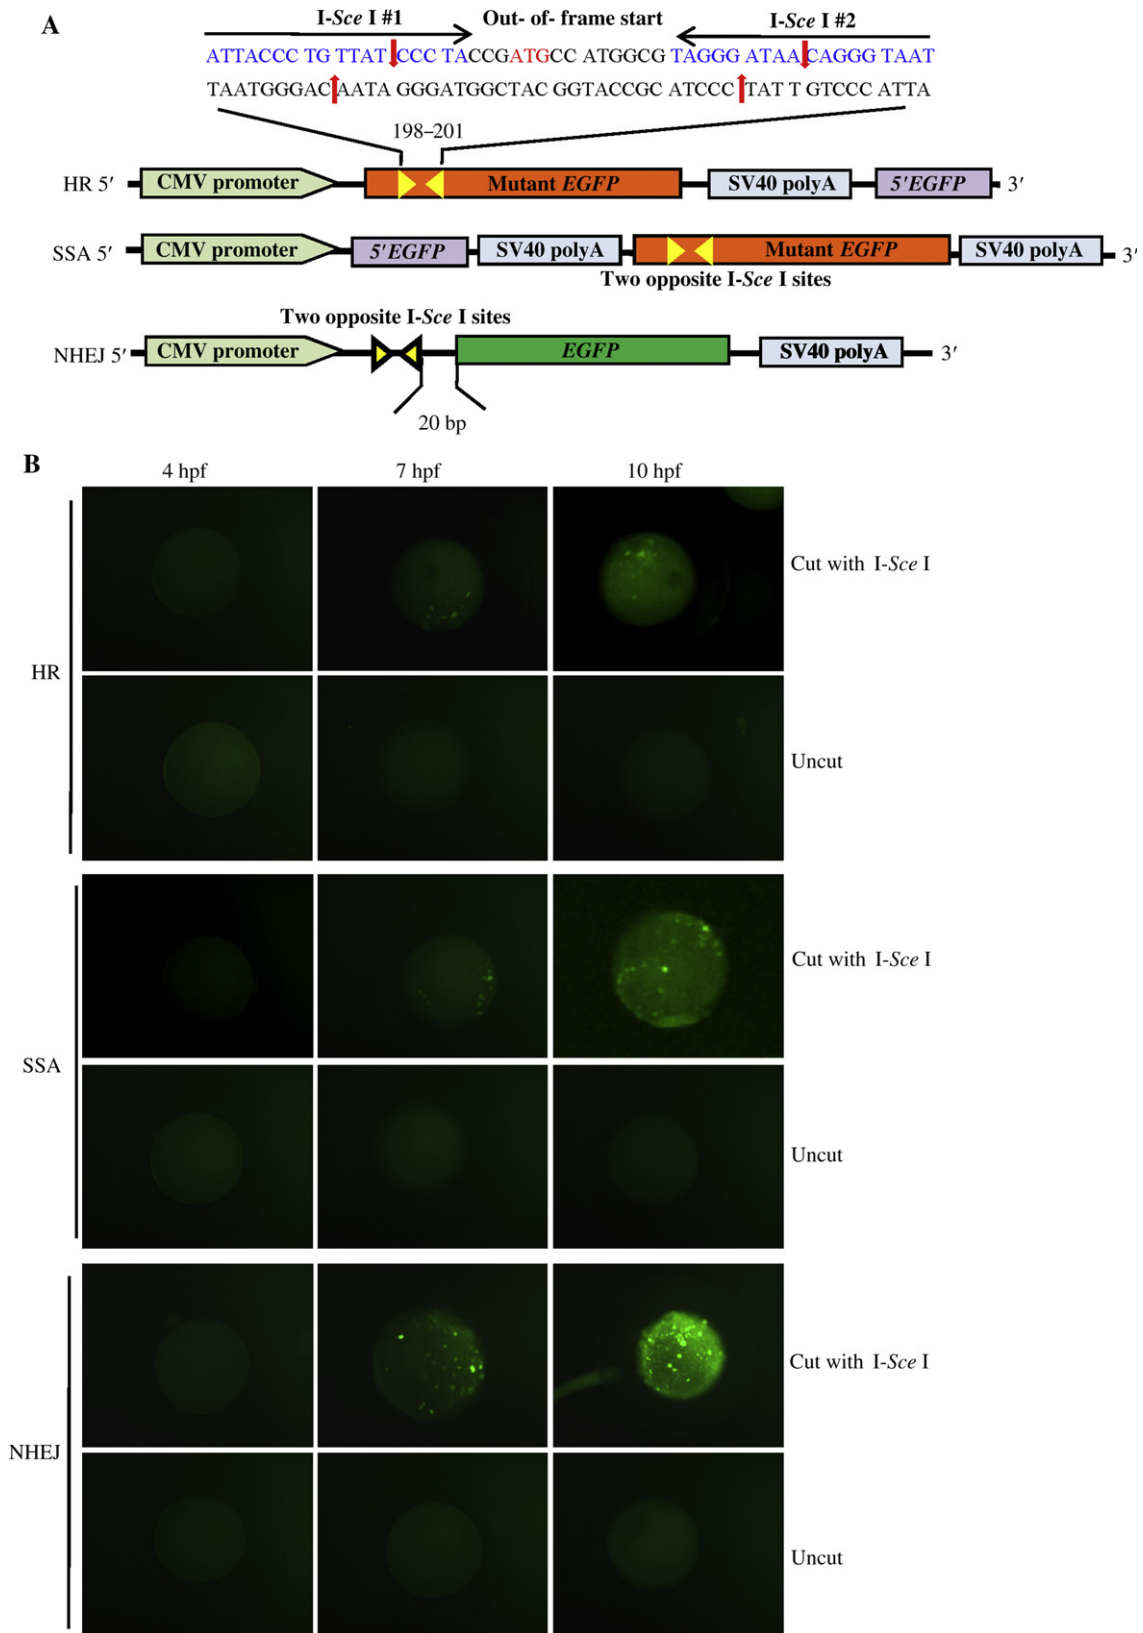 A
I-Sce I #1 Out- of- frame start I-Sce I #2
ATTACCC TG TTAT CCC TACCGATGCC ATGGCG TAGGG ATAA CAGGG TAAT
TAATGGGAC AATA GGGATGGCTAC GGTACCGC ATCCC TAT T GTCCC ATTA
198–201
HR 5′ CMV promoter Mutant EGFP SV40 polyA 5'EGFP 3′
SSA 5′ CMV promoter 5'EGFP SV40 polyA Mutant EGFP SV40 polyA 3′
Two opposite I-Sce I sites
Two opposite I-Sce I sites
NHEJ 5′ CMV promoter EGFP SV40 polyA 3′
20 bp
B
4 hpf 7 hpf 10 hpf
Cut with I-Sce I
HR
Uncut
Cut with I-Sce I
SSA
Uncut
Cut with I-Sce I
NHEJ
Uncut